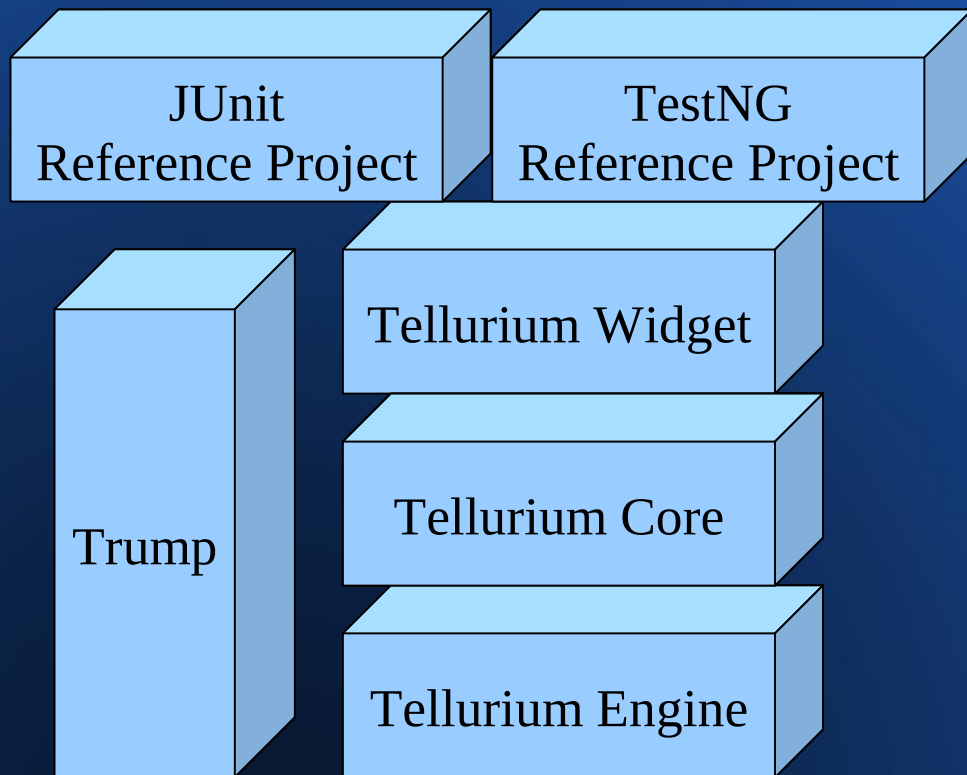 JUnit
Reference Project
TestNG
Reference Project
Tellurium Widget
Tellurium Core
Trump
Tellurium Engine